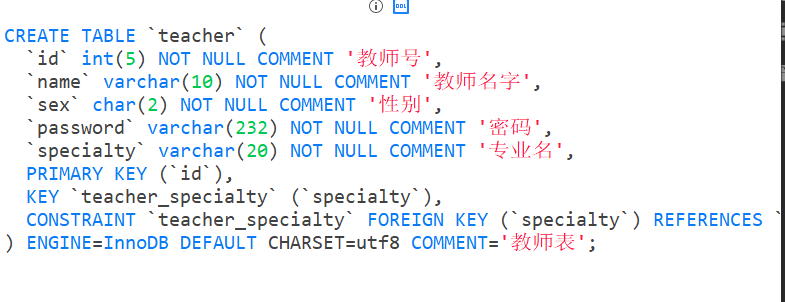 DDL
CREATE TABLE `teacher` (
`id` int(5) NOT NULL COMMENT '教师号',
`name` varchar(10) NOT NULL COMMENT '教师名字',
`sex` char(2) NOT NULL COMMENT '性别',
`password` varchar(232) NOT NULL COMMENT '密码',
`specialty` varchar(20) NOT NULL COMMENT '专业名',
PRIMARY KEY (`id`),
KEY `teacher_specialty` (`specialty`),
CONSTRAINT `teacher_specialty` FOREIGN KEY (`specialty`) REFERENCES `
) ENGINE=InnoDB DEFAULT CHARSET=utf8 COMMENT='教师表';